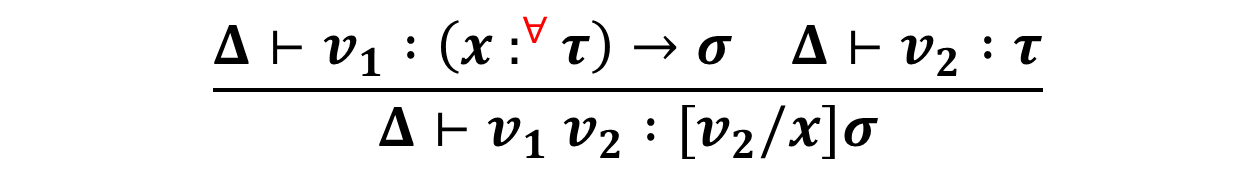 Δ ⊢ v₁ : (x :∀ τ) → σ Δ ⊢ v₂ : τ
Δ ⊢ v₁ v₂ : [v₂/x]σ